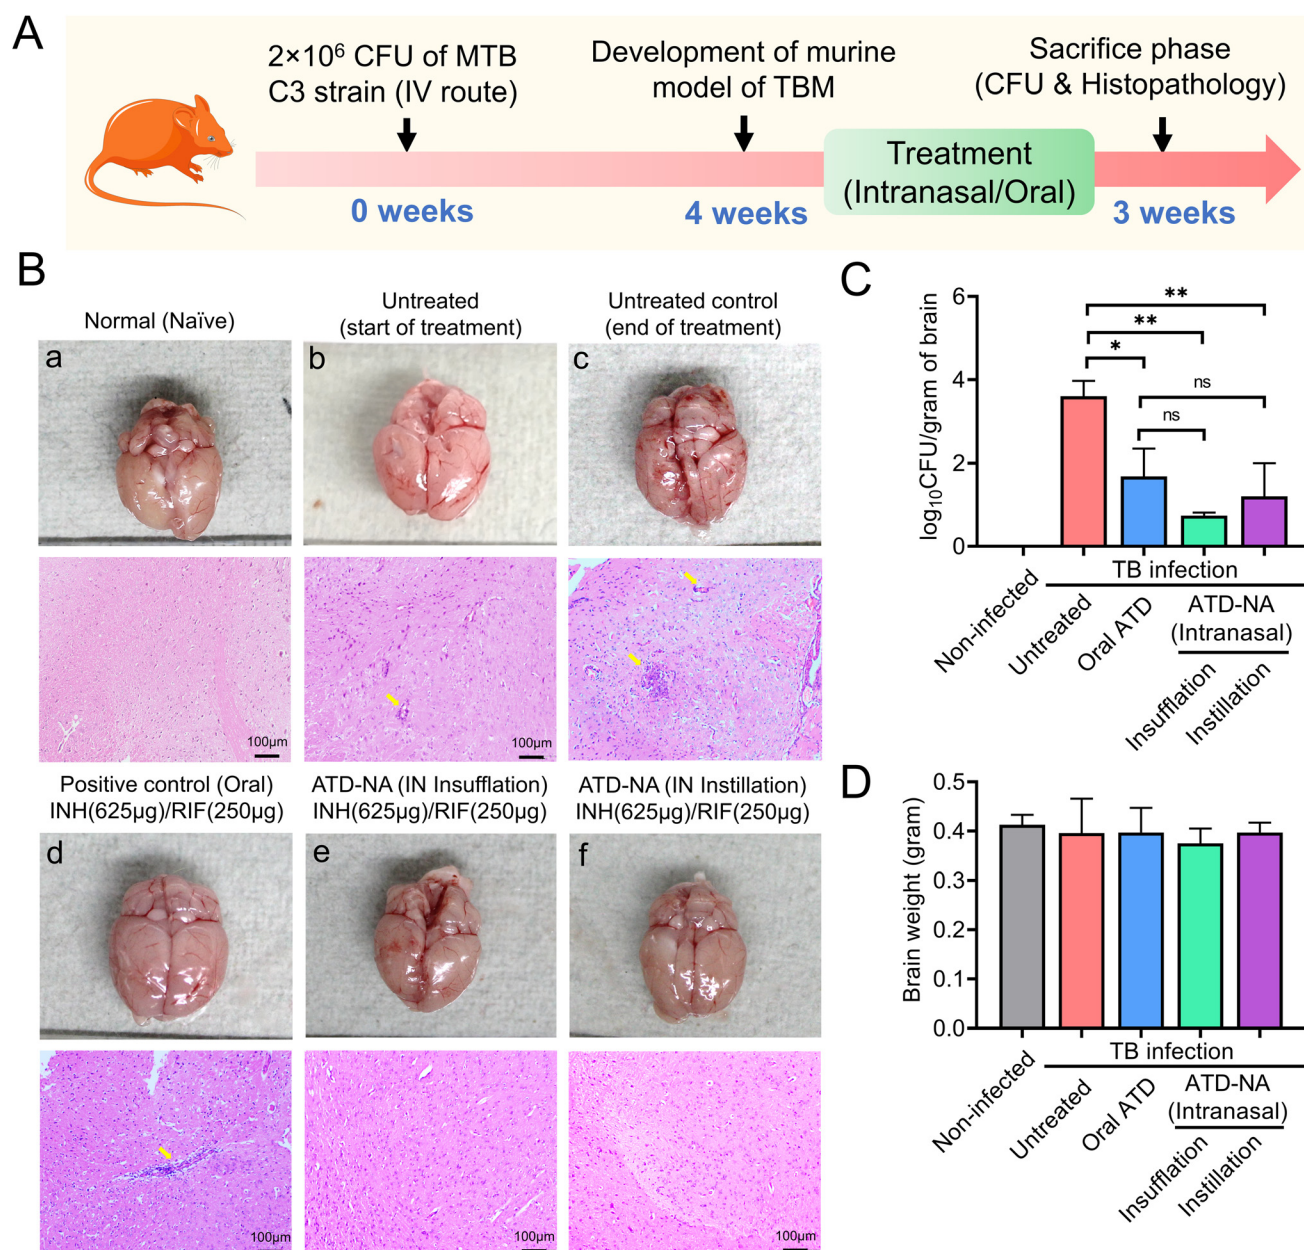 A
2×10⁶ CFU of MTB
C3 strain (IV route)
Development of murine
model of TBM
Sacrifice phase
(CFU & Histopathology)
Treatment
(Intranasal/Oral)
0 weeks
4 weeks
3 weeks
B
Normal (Naïve)
Untreated
(start of treatment)
Untreated control
(end of treatment)
a
b
c
100µm
100µm
100µm
Positive control (Oral)
INH(625µg)/RIF(250µg)
ATD-NA (IN Insufflation)
INH(625µg)/RIF(250µg)
ATD-NA (IN Instillation)
INH(625µg)/RIF(250µg)
d
e
f
100µm
100µm
100µm
C
log₁₀CFU/gram of brain
6
4
2
0
**
**
*
ns
ns
TB infection
Non-infected
Untreated
Oral ATD
ATD-NA
(Intranasal)
Insufflation
Instillation
D
Brain weight (gram)
0.5
0.4
0.3
0.2
0.1
0.0
TB infection
Non-infected
Untreated
Oral ATD
ATD-NA
(Intranasal)
Insufflation
Instillation